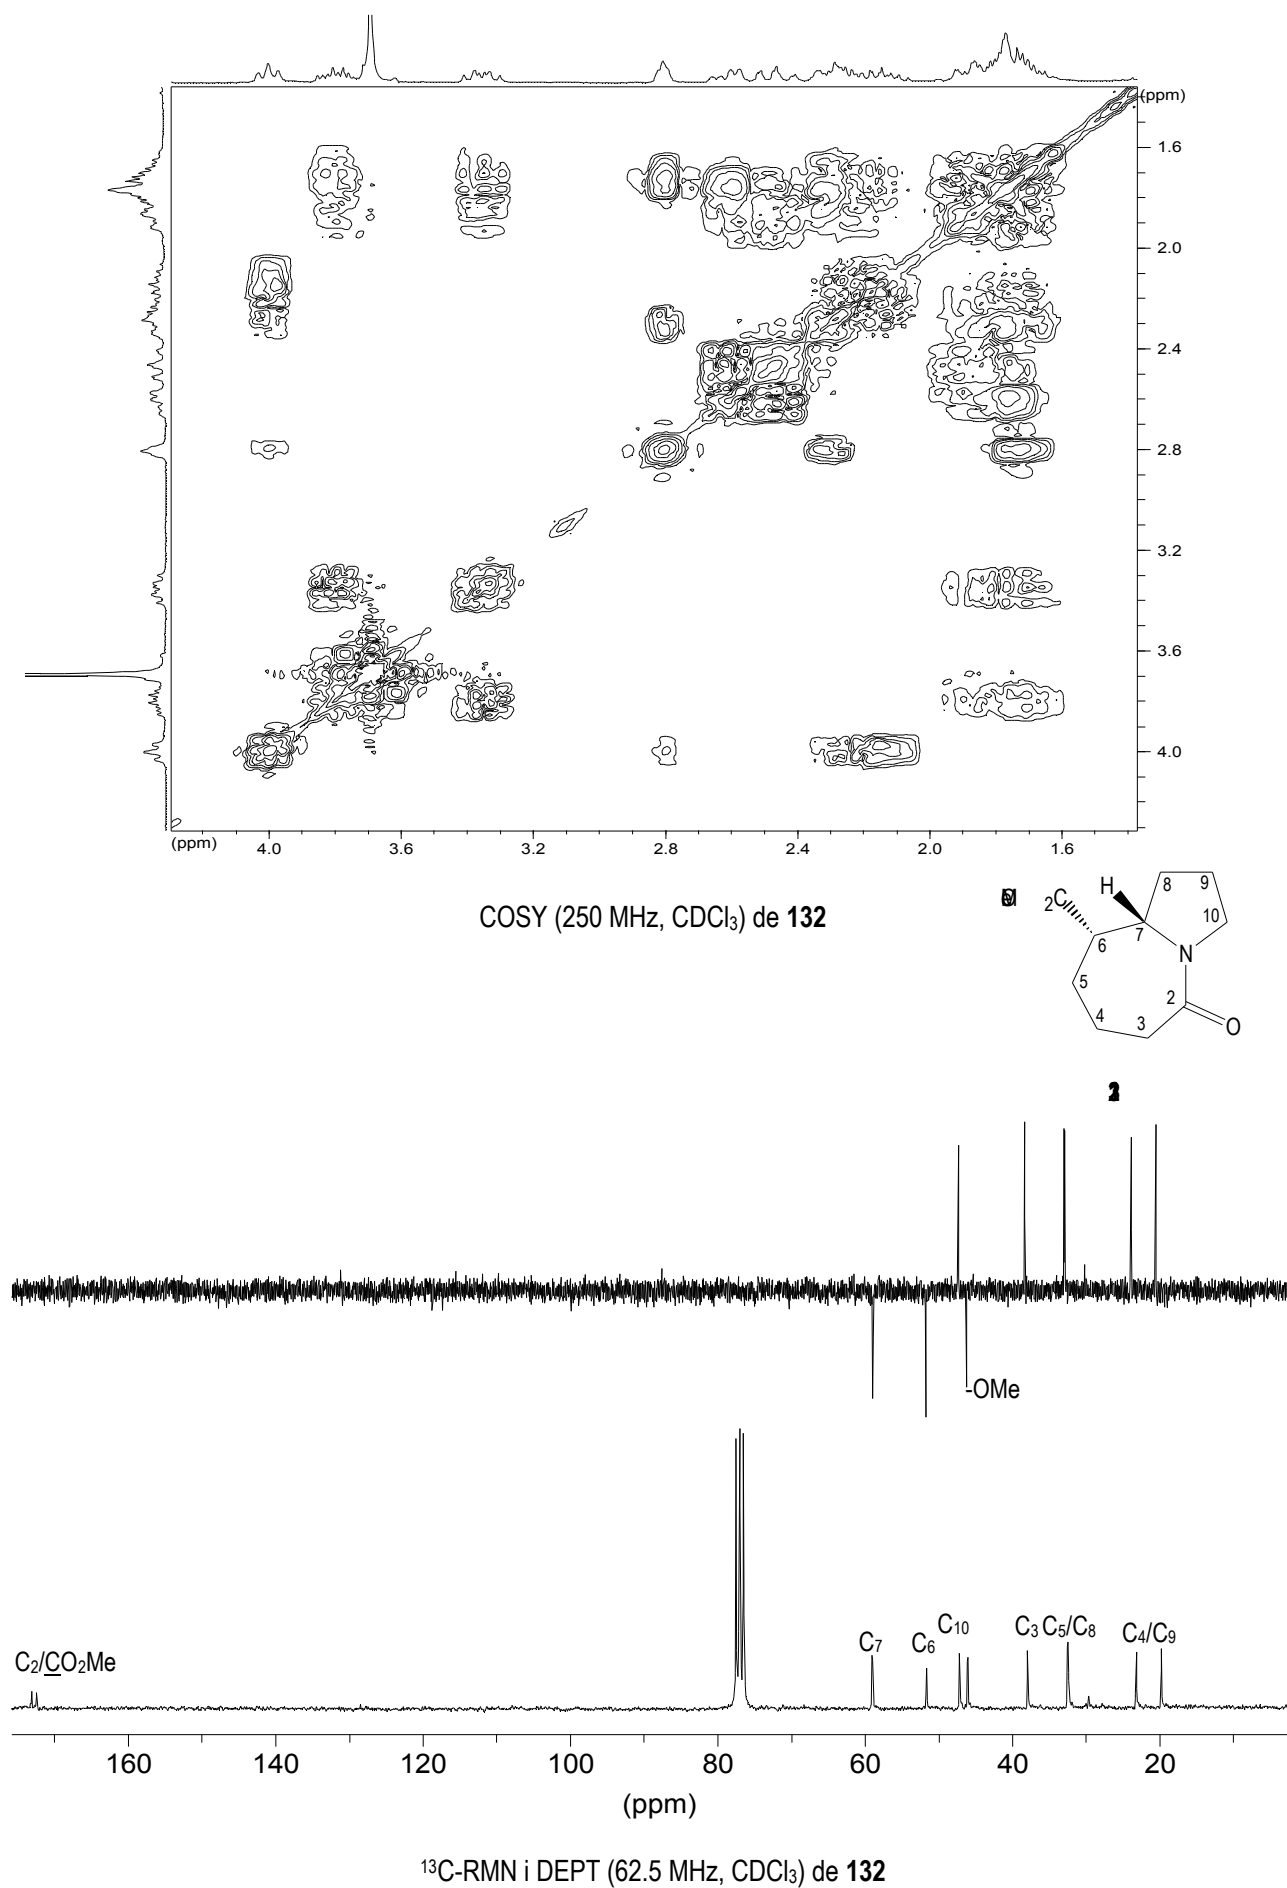 (ppm)
1.6
2.0
2.4
2.8
3.2
3.6
4.0
(ppm)
4.0 3.6 3.2 2.8 2.4 2.0 1.6
COSY (250 MHz, CDCl₃) de 132
₂C H 8 9
10
7
6 N
5
2
4 3 O
-OMe
C₂/CO₂Me
C₇ C₆ C₁₀ C₃ C₅/C₈ C₄/C₉
160 140 120 100 80 60 40 20
(ppm)
¹³C-RMN i DEPT (62.5 MHz, CDCl₃) de 132